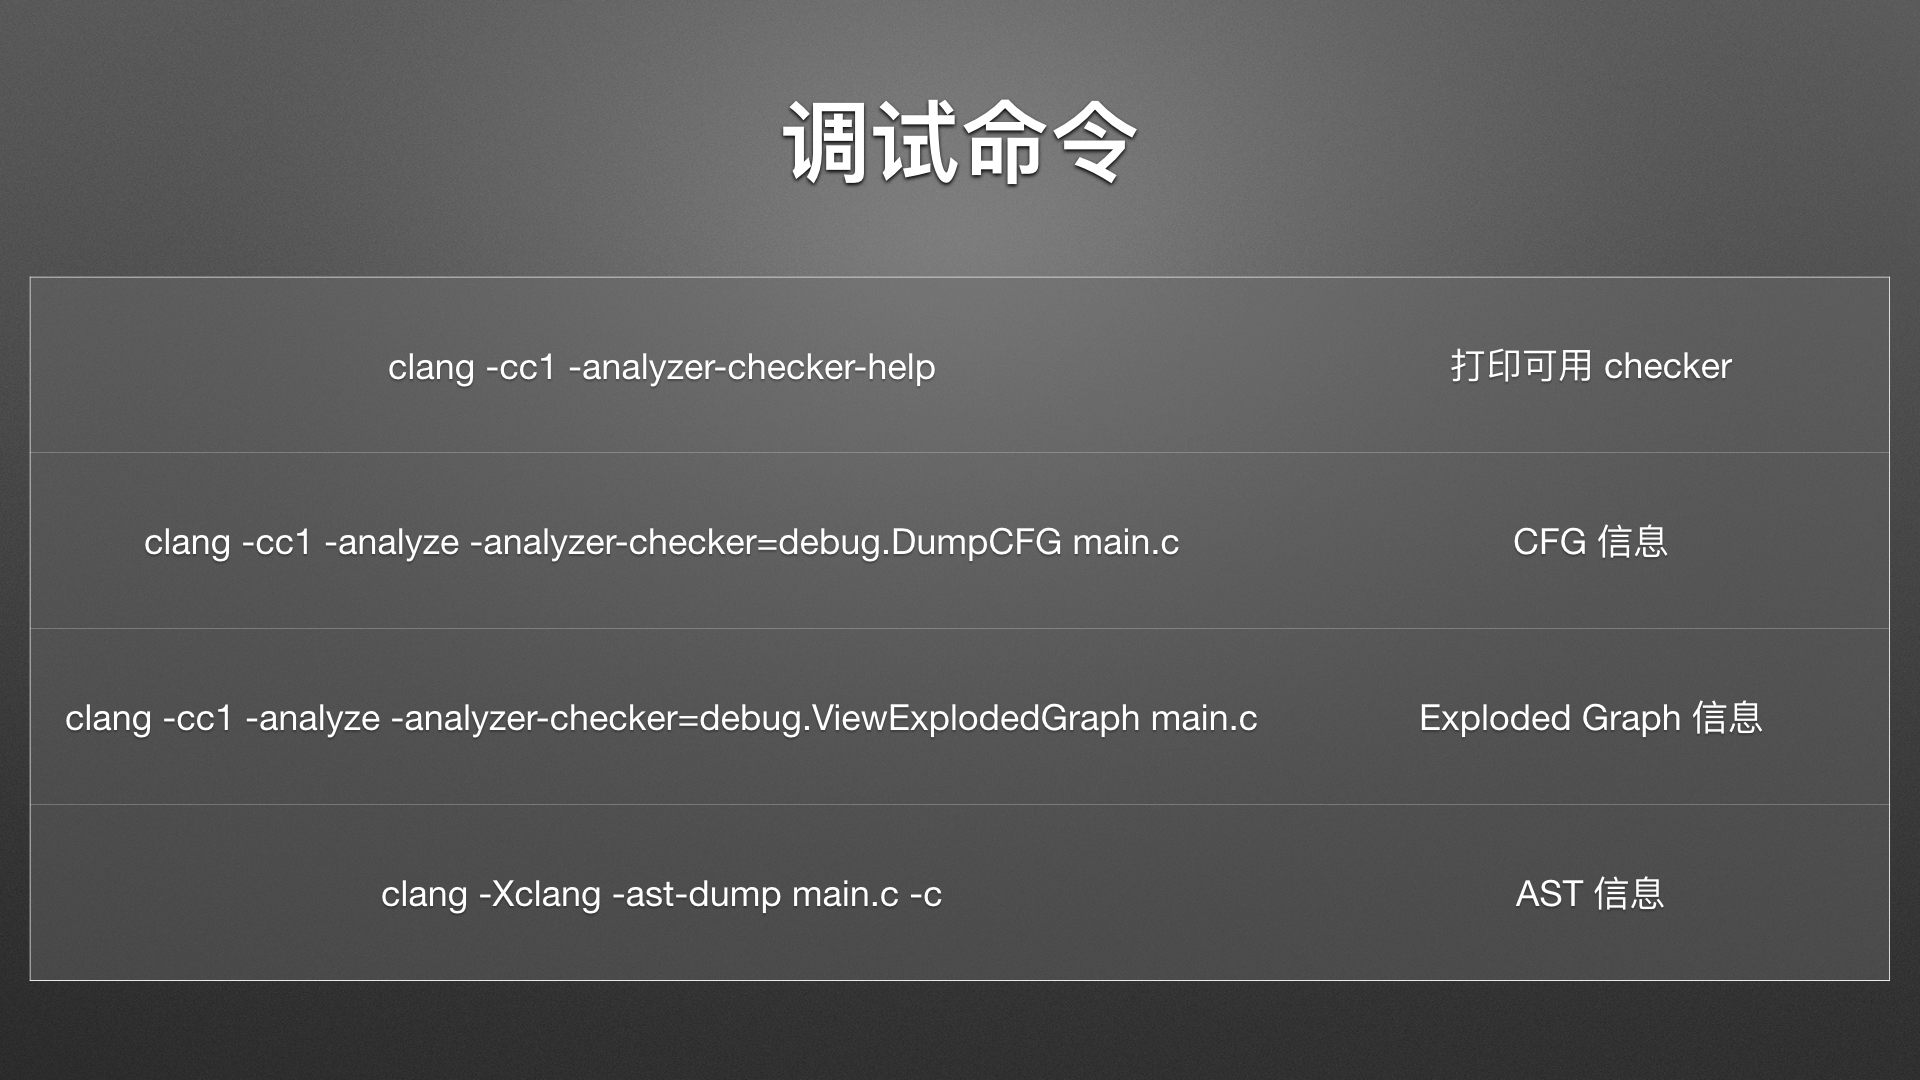 调试命令
clang -cc1 -analyzer-checker-help 打印可用 checker
clang -cc1 -analyze -analyzer-checker=debug.DumpCFG main.c CFG 信息
clang -cc1 -analyze -analyzer-checker=debug.ViewExplodedGraph main.c Exploded Graph 信息
clang -Xclang -ast-dump main.c -c AST 信息